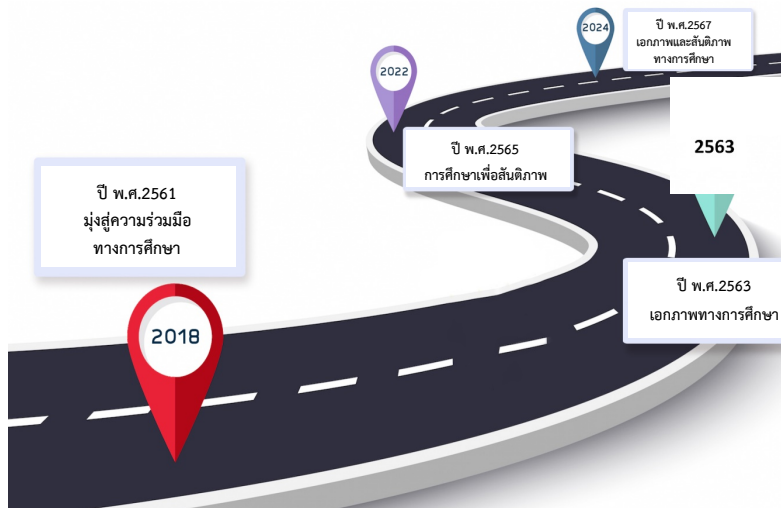 2024
ปี พ.ศ.2567
เอกภาพและสันติภาพ
ทางการศึกษา
2022
ปี พ.ศ.2565
การศึกษาเพื่อสันติภาพ
2563
ปี พ.ศ.2561
มุ่งสู่ความร่วมมือ
ทางการศึกษา
ปี พ.ศ.2563
เอกภาพทางการศึกษา
2018